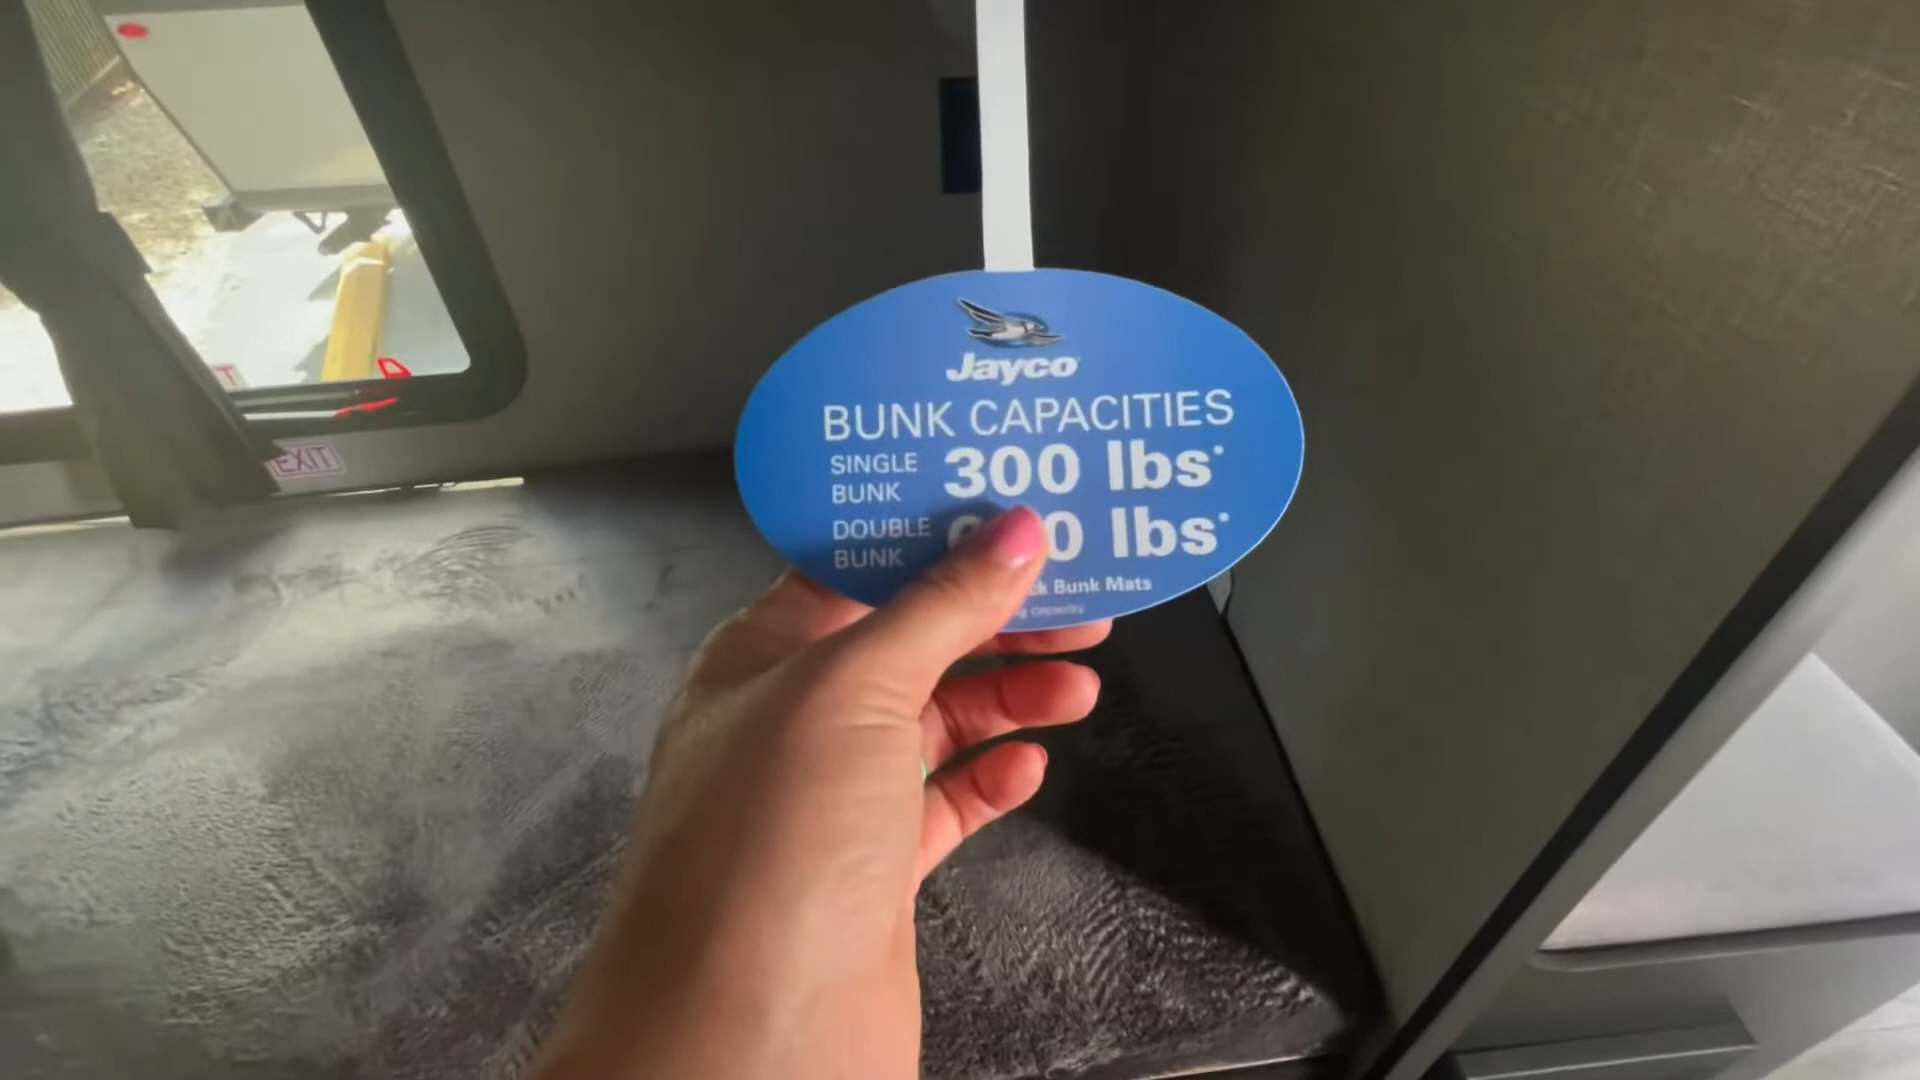 Jayco
BUNK CAPACITIES
SINGLE BUNK 300 lbs*
DOUBLE BUNK lbs*
Bunk Mats
capacity
EXIT